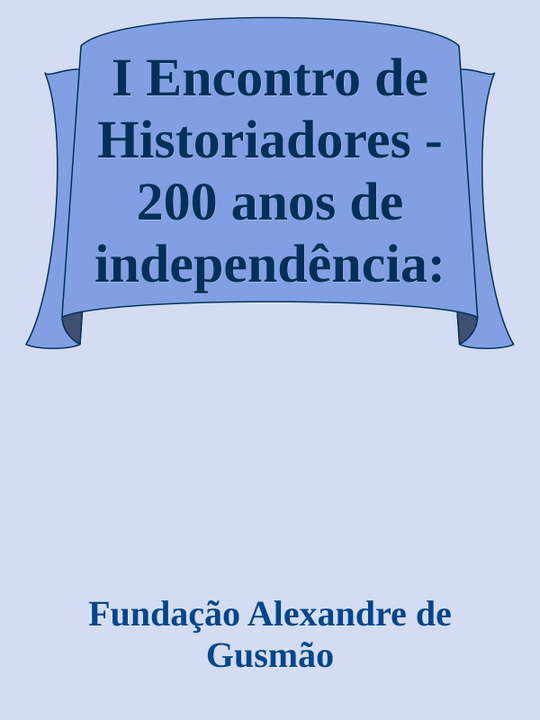 I Encontro de
Historiadores -
200 anos de
independência:
Fundação Alexandre de
Gusmão